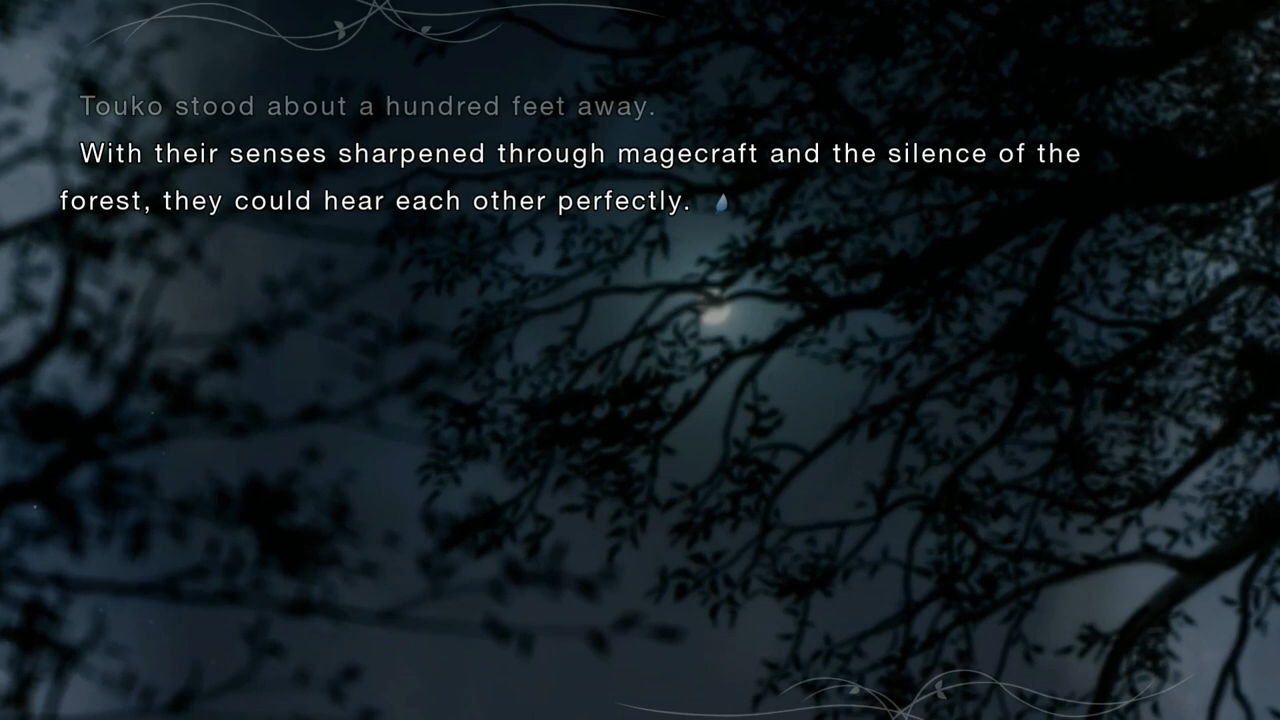 Touko stood about a hundred feet away.
With their senses sharpened through magecraft and the silence of the
forest, they could hear each other perfectly.